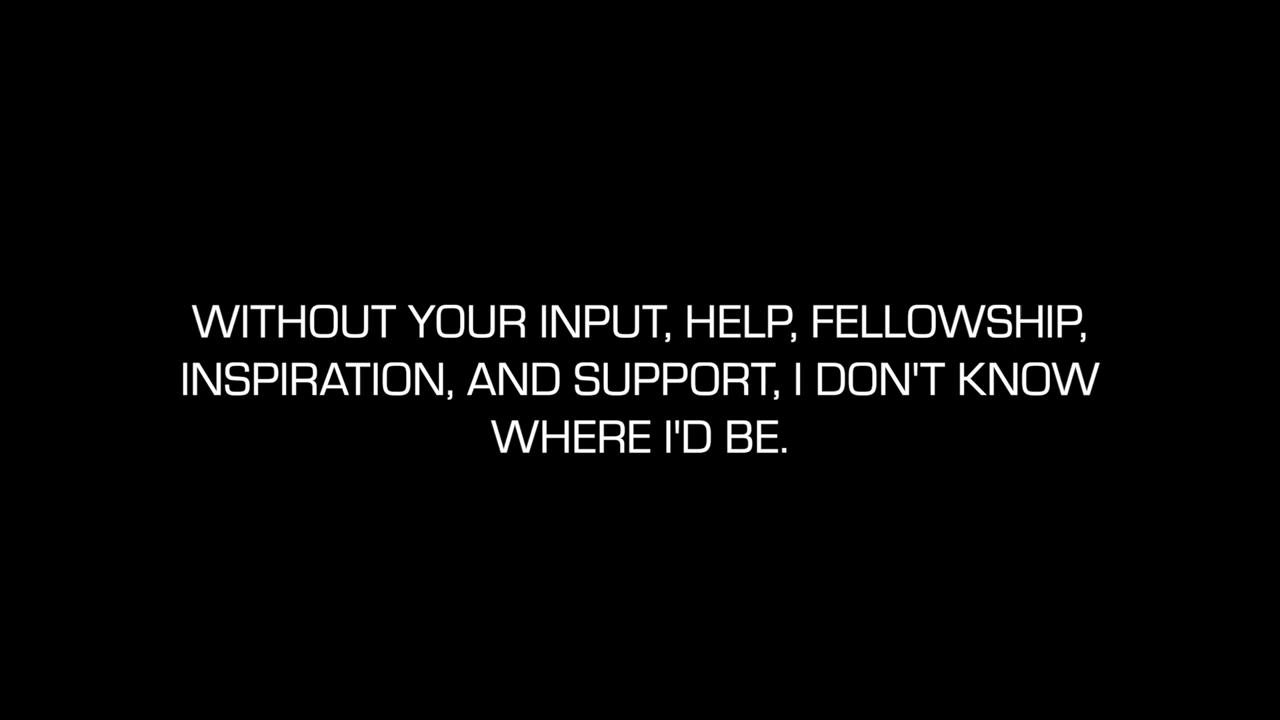 WITHOUT YOUR INPUT, HELP, FELLOWSHIP,
INSPIRATION, AND SUPPORT, I DON'T KNOW
WHERE I'D BE.